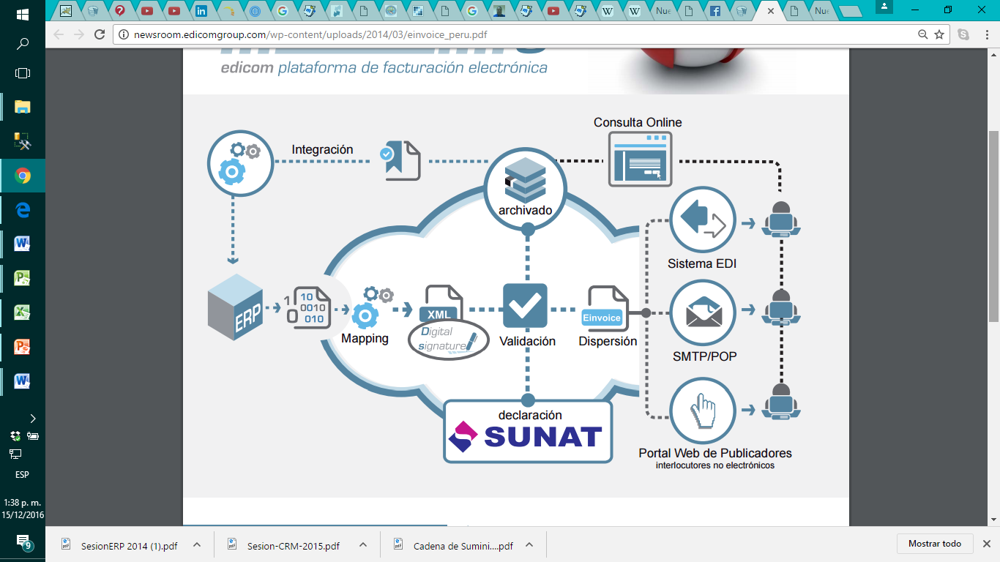 Nue
Nue
newsroom.edicomgroup.com/wp-content/uploads/2014/03/einvoice_peru.pdf
edicom plataforma de facturación electrónica
Consulta Online
Integración
archivado
Sistema EDI
ERP
10
1 0010
0 010
XML
Einvoice
Digital
signature
Mapping
Validación
Dispersión
SMTP/POP
declaración
SUNAT
Portal Web de Publicadores
interlocutores no electrónicos
ESP
1:38 p. m.
15/12/2016
9
SesionERP 2014 (1).pdf
Sesion-CRM-2015.pdf
Cadena de Sumini....pdf
Mostrar todo